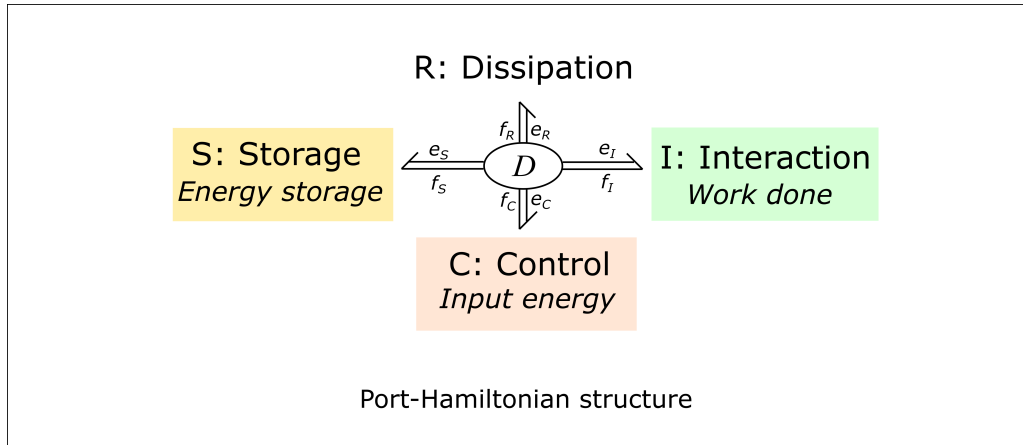 R: Dissipation
f_R e_R
S: Storage
Energy storage
e_S
f_S
D
e_I
f_I
I: Interaction
Work done
f_C e_C
C: Control
Input energy
Port-Hamiltonian structure